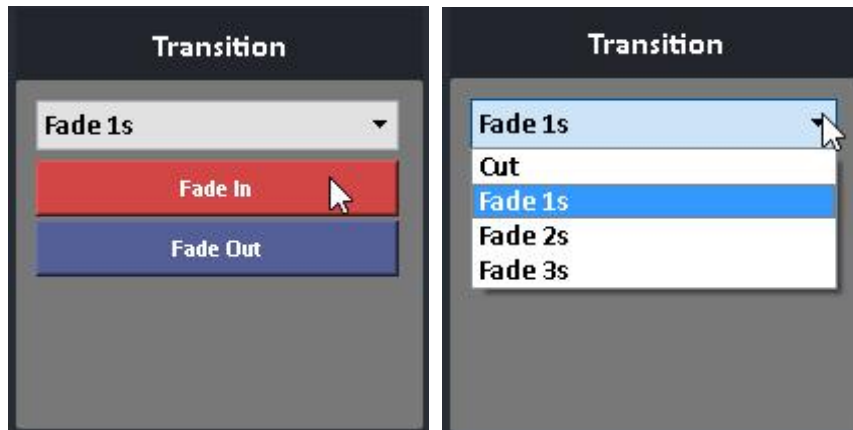 Transition
Fade 1s
Fade In
Fade Out
Transition
Fade 1s
Cut
Fade 1s
Fade 2s
Fade 3s